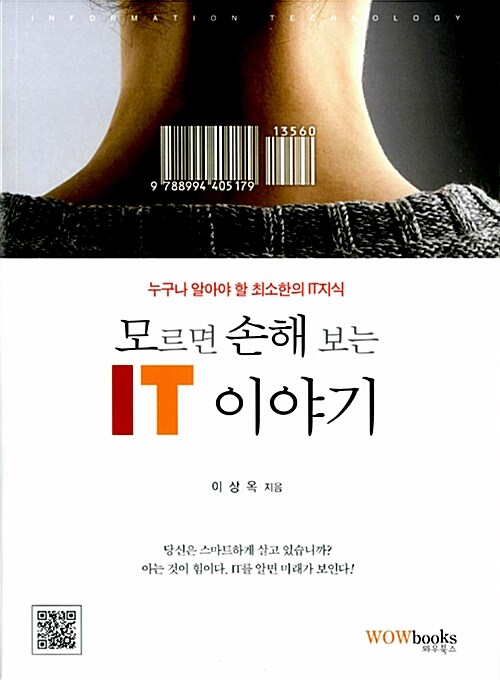 INFORMATION TECHNOLOGY
13560
9 788994 405179
누구나 알아야 할 최소한의 IT지식
모르면 손해 보는
IT 이야기
이상옥 지음
당신은 스마트하게 살고 있습니까?
아는 것이 힘이다. IT를 알면 미래가 보인다!
WOWbooks
와우북스